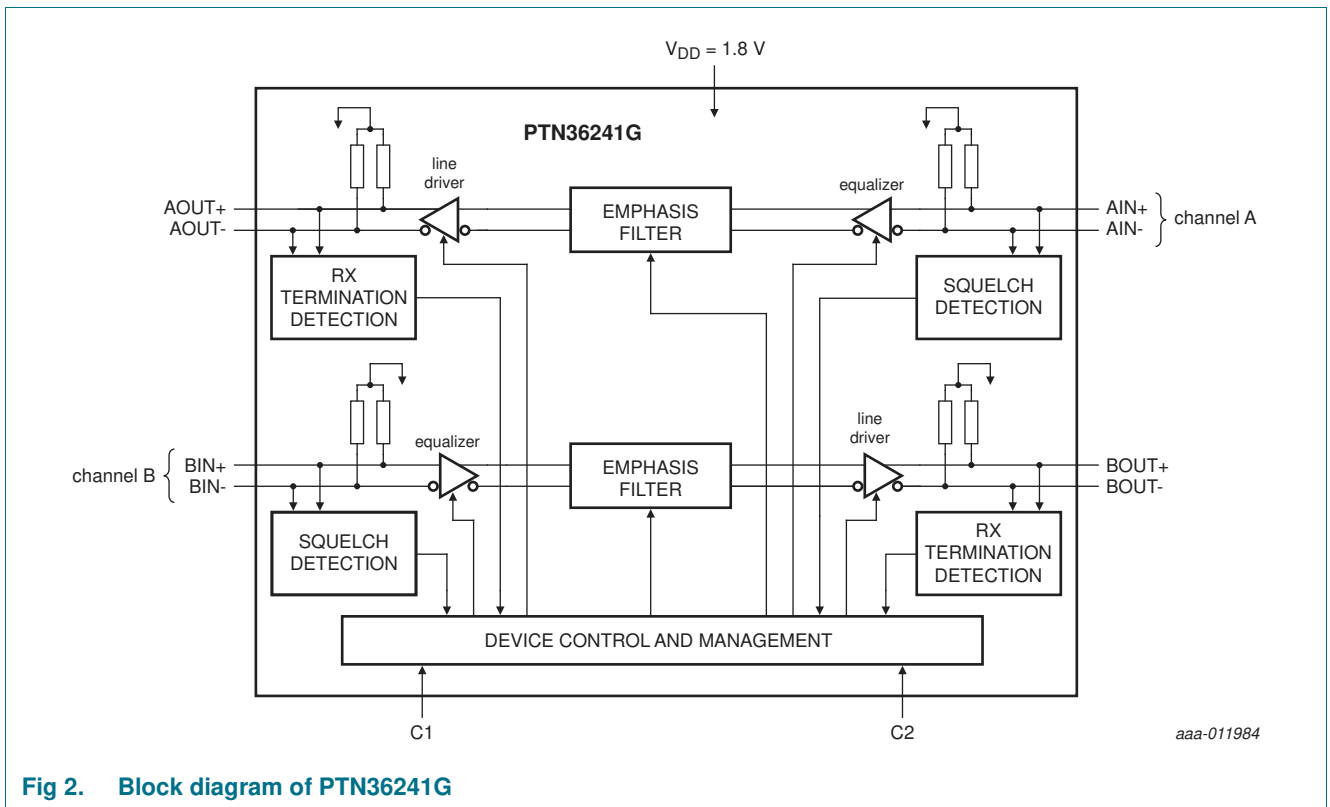 VDD = 1.8 V
PTN36241G
line
driver
equalizer
AOUT+
AOUT-
EMPHASIS
FILTER
AIN+
AIN-
channel A
RX
TERMINATION
DETECTION
SQUELCH
DETECTION
equalizer
line
driver
channel B
BIN+
BIN-
EMPHASIS
FILTER
BOUT+
BOUT-
SQUELCH
DETECTION
RX
TERMINATION
DETECTION
DEVICE CONTROL AND MANAGEMENT
C1
C2
aaa-011984
Fig 2. Block diagram of PTN36241G